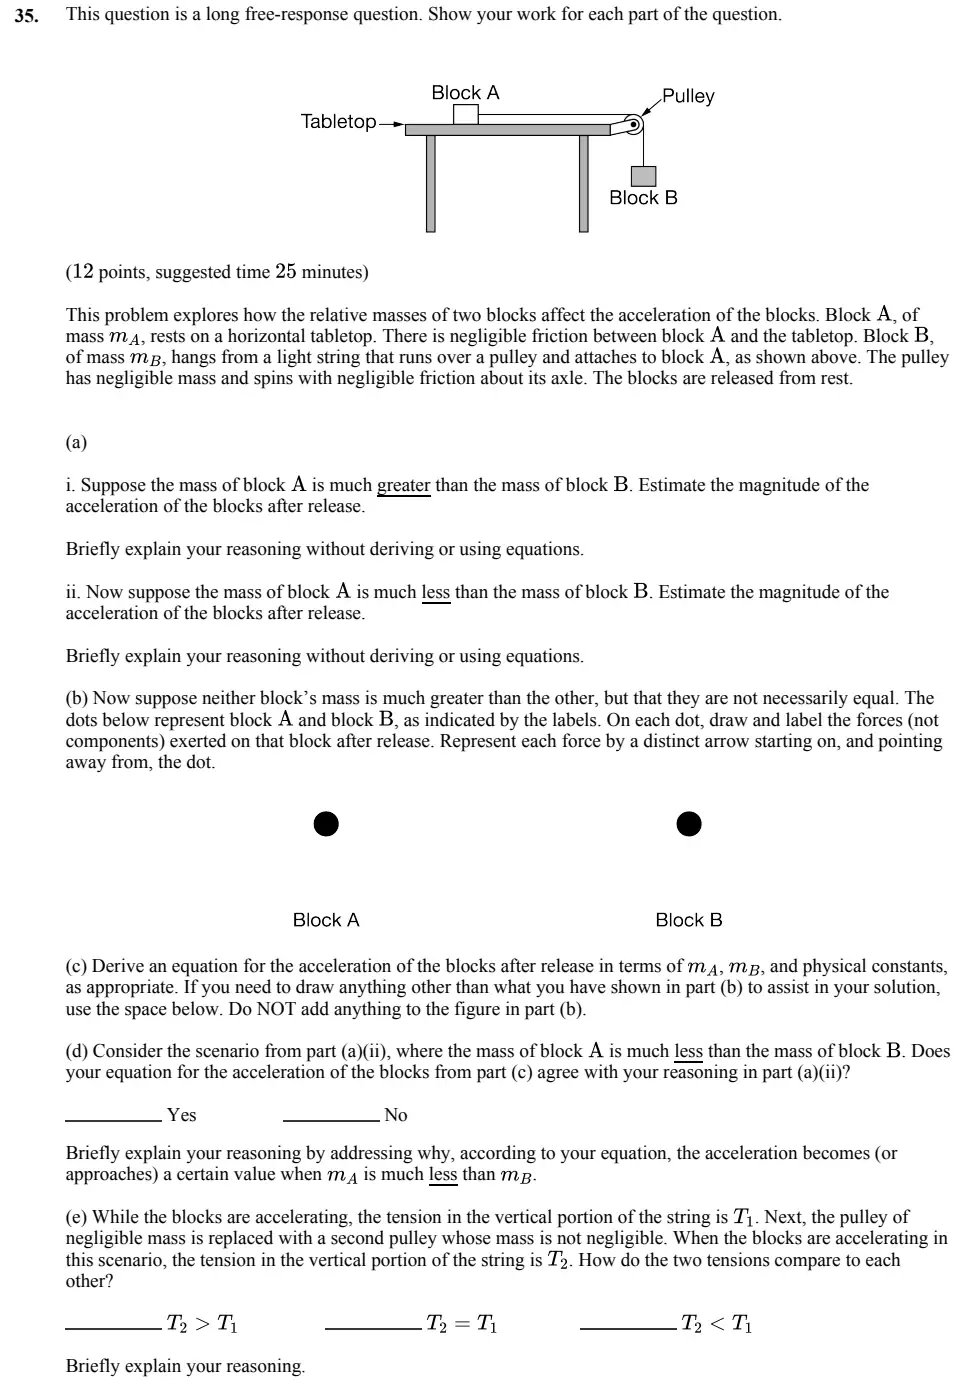 35. This question is a long free-response question. Show your work for each part of the question.
Block A
Pulley
Tabletop
Block B
(12 points, suggested time 25 minutes)
This problem explores how the relative masses of two blocks affect the acceleration of the blocks. Block A, of
mass m_A, rests on a horizontal tabletop. There is negligible friction between block A and the tabletop. Block B,
of mass m_B, hangs from a light string that runs over a pulley and attaches to block A, as shown above. The pulley
has negligible mass and spins with negligible friction about its axle. The blocks are released from rest.
(a)
i. Suppose the mass of block A is much greater than the mass of block B. Estimate the magnitude of the
acceleration of the blocks after release.
Briefly explain your reasoning without deriving or using equations.
ii. Now suppose the mass of block A is much less than the mass of block B. Estimate the magnitude of the
acceleration of the blocks after release.
Briefly explain your reasoning without deriving or using equations.
(b) Now suppose neither block’s mass is much greater than the other, but that they are not necessarily equal. The
dots below represent block A and block B, as indicated by the labels. On each dot, draw and label the forces (not
components) exerted on that block after release. Represent each force by a distinct arrow starting on, and pointing
away from, the dot.
Block A Block B
(c) Derive an equation for the acceleration of the blocks after release in terms of m_A, m_B, and physical constants,
as appropriate. If you need to draw anything other than what you have shown in part (b) to assist in your solution,
use the space below. Do NOT add anything to the figure in part (b).
(d) Consider the scenario from part (a)(ii), where the mass of block A is much less than the mass of block B. Does
your equation for the acceleration of the blocks from part (c) agree with your reasoning in part (a)(ii)?
__________ Yes __________ No
Briefly explain your reasoning by addressing why, according to your equation, the acceleration becomes (or
approaches) a certain value when m_A is much less than m_B.
(e) While the blocks are accelerating, the tension in the vertical portion of the string is T_1. Next, the pulley of
negligible mass is replaced with a second pulley whose mass is not negligible. When the blocks are accelerating in
this scenario, the tension in the vertical portion of the string is T_2. How do the two tensions compare to each
other?
__________ T_2 > T_1 __________ T_2 = T_1 __________ T_2 < T_1
Briefly explain your reasoning.